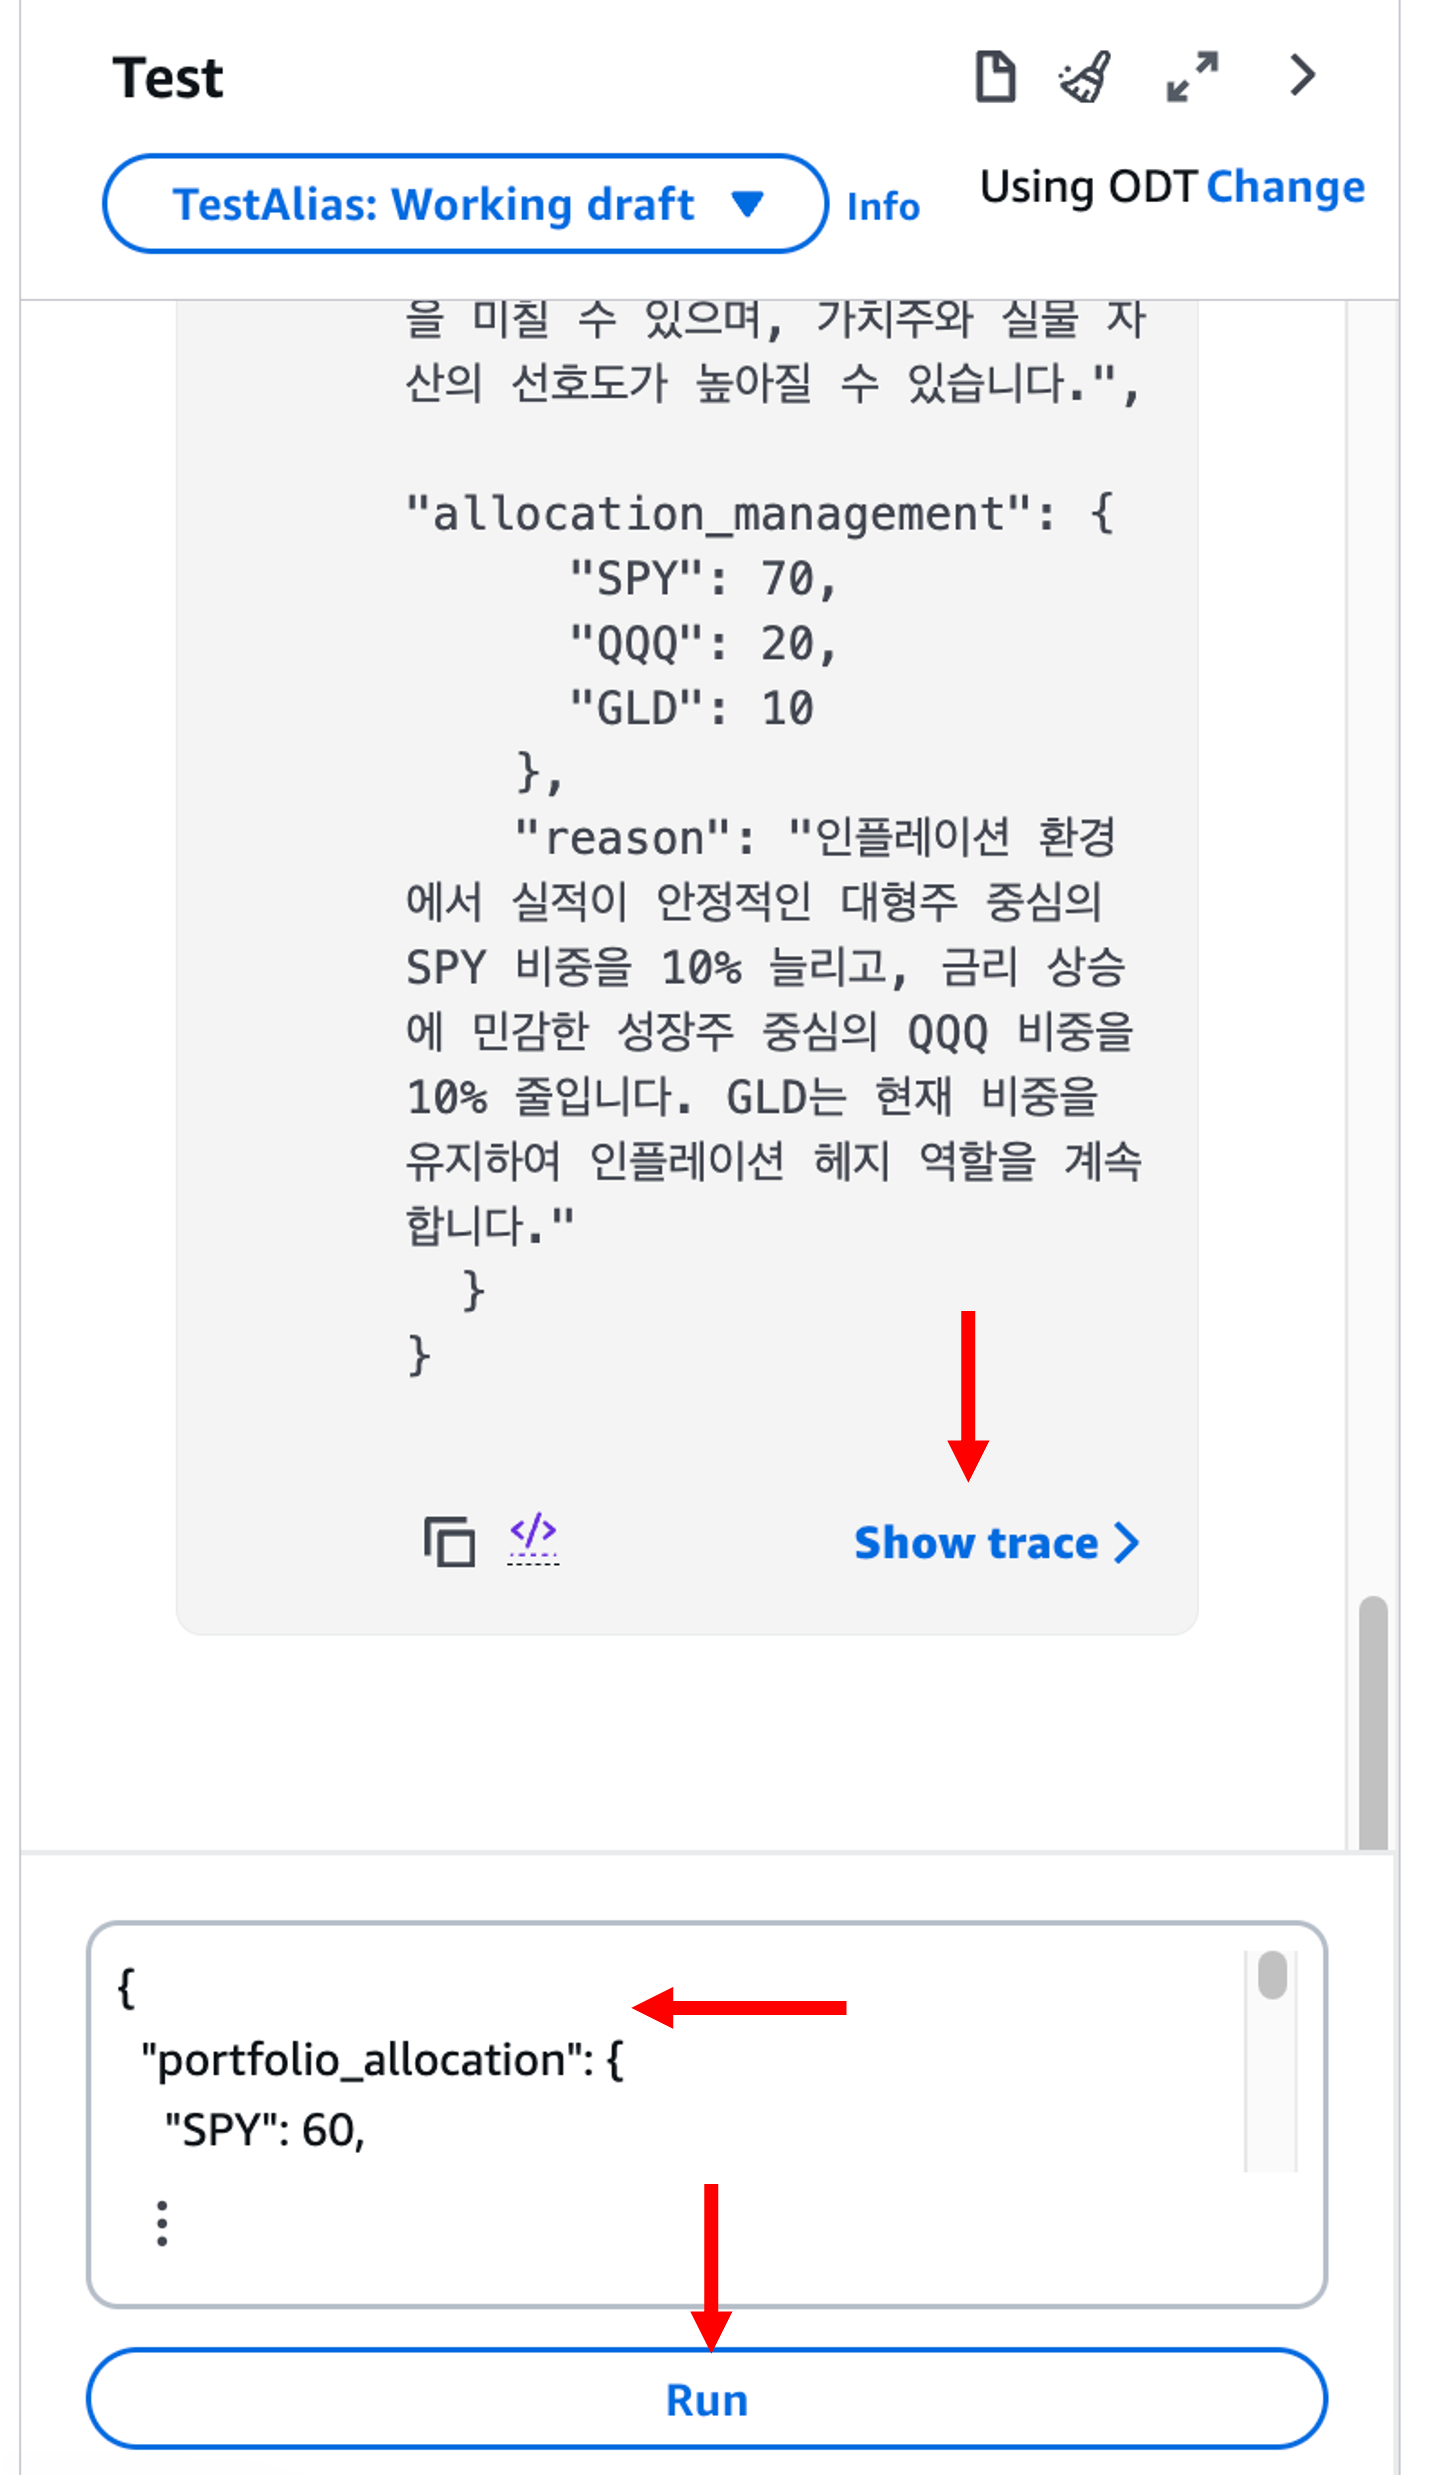 Test
TestAlias: Working draft
Info
Using ODT Change
을 미칠 수 있으며, 가치주와 실물 자
산의 선호도가 높아질 수 있습니다.",
"allocation_management": {
"SPY": 70,
"QQQ": 20,
"GLD": 10
},
"reason": "인플레이션 환경
에서 실적이 안정적인 대형주 중심의
SPY 비중을 10% 늘리고, 금리 상승
에 민감한 성장주 중심의 QQQ 비중을
10% 줄입니다. GLD는 현재 비중을
유지하여 인플레이션 헤지 역할을 계속
합니다."
}
}
</>
Show trace
{
"portfolio_allocation": {
"SPY": 60,
Run